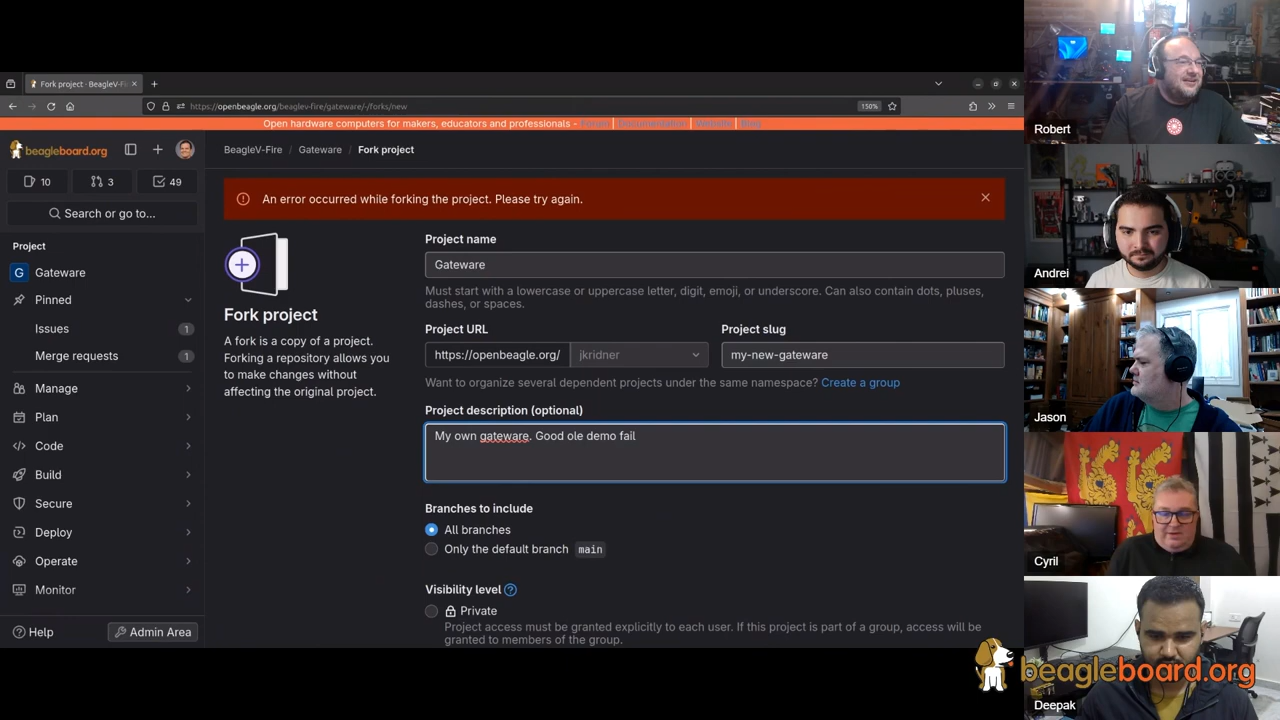 Fork project · BeagleV-Fir
https://openbeagle.org/beaglev-fire/gateware/-/forks/new
150%
Open hardware computers for makers, educators and professionals - Forum | Documentation | Website | Blog
beagleboard.org
BeagleV-Fire
Gateware
Fork project
10
3
49
Search or go to...
Project
G Gateware
Pinned
Issues 1
Merge requests 1
Manage
Plan
Code
Build
Secure
Deploy
Operate
Monitor
Help
Admin Area
An error occurred while forking the project. Please try again.
Fork project
A fork is a copy of a project.
Forking a repository allows you
to make changes without
affecting the original project.
Project name
Gateware
Must start with a lowercase or uppercase letter, digit, emoji, or underscore. Can also contain dots, pluses,
dashes, or spaces.
Project URL
https://openbeagle.org/ jkridner
Project slug
my-new-gateware
Want to organize several dependent projects under the same namespace? Create a group
Project description (optional)
My own gateware. Good ole demo fail
Branches to include
All branches
Only the default branch main
Visibility level
Private
Project access must be granted explicitly to each user. If this project is part of a group, access will be
granted to members of the group.
Robert
Andrei
Jason
Cyril
Deepak
beagleboard.org